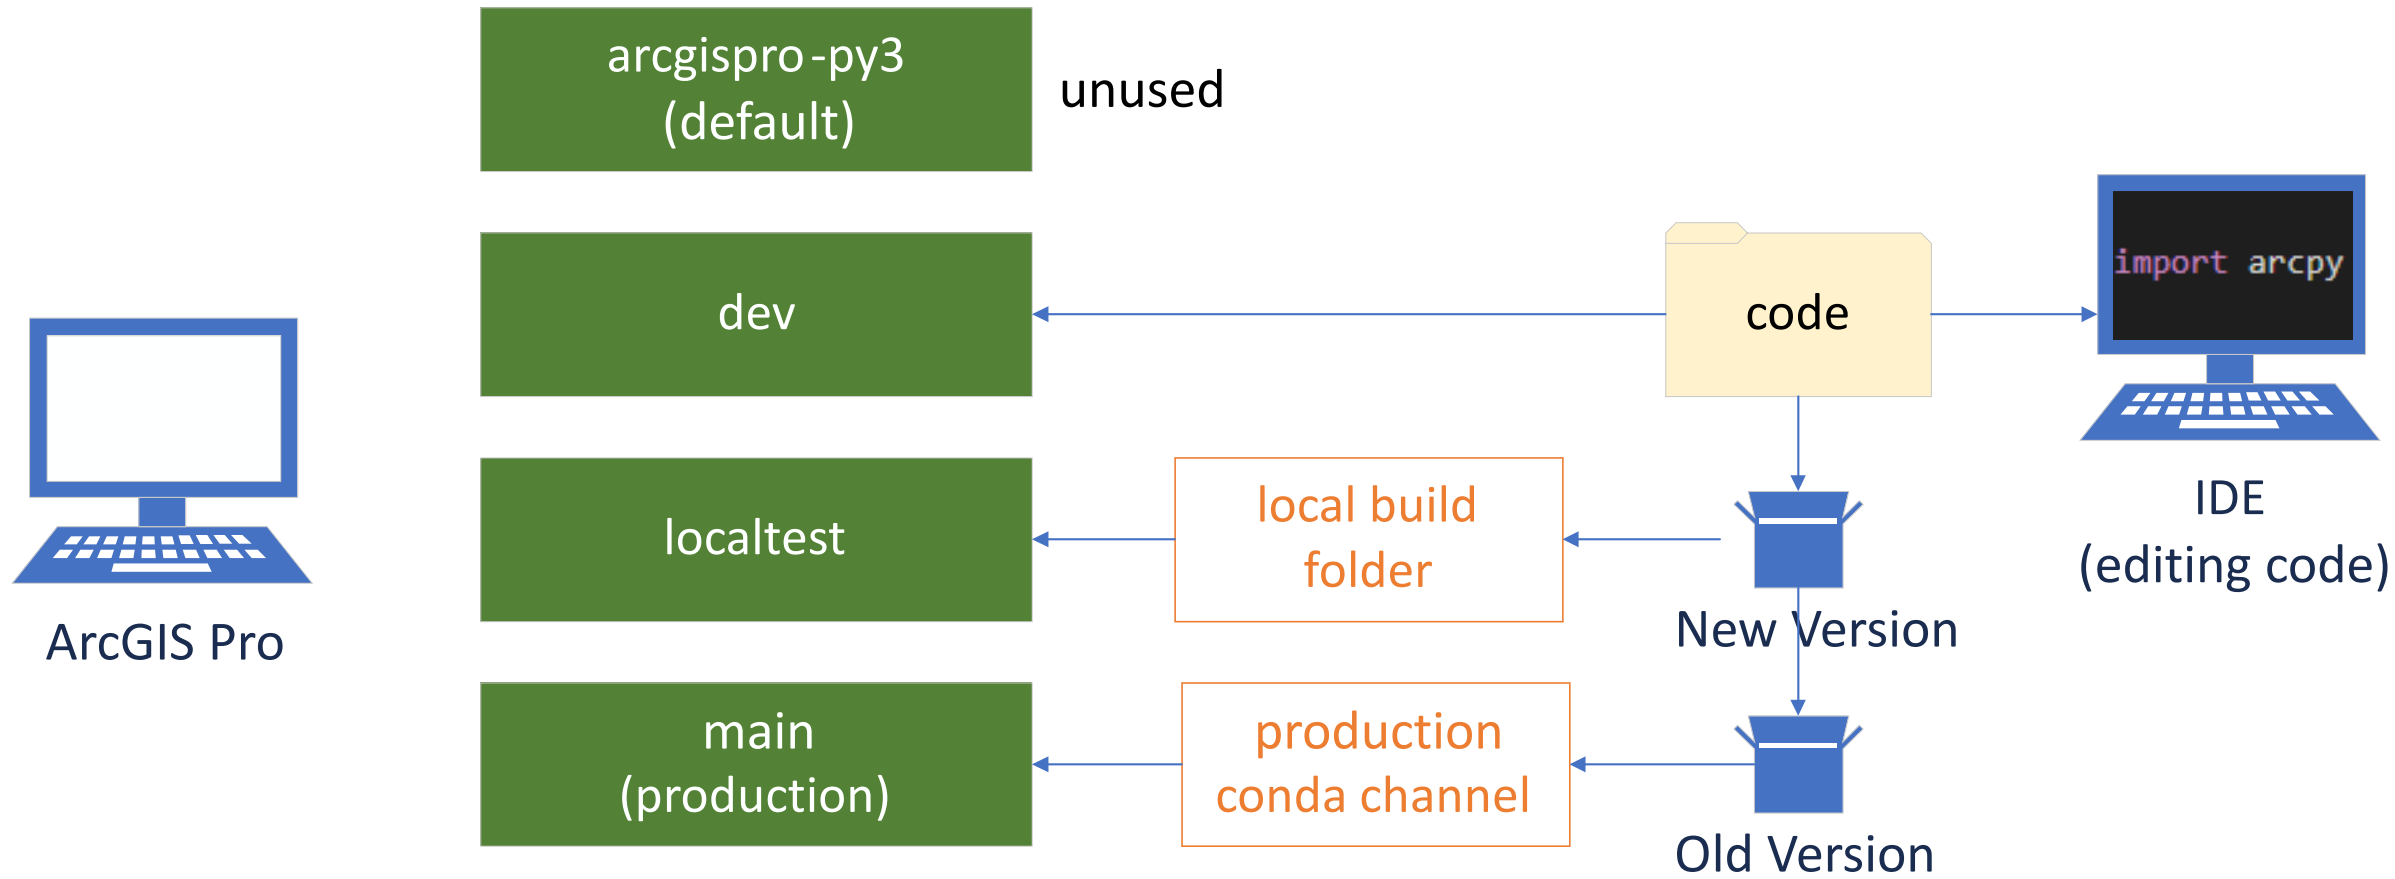 arcgispro-py3
(default)
unused
dev
code
import arcpy
IDE
(editing code)
localtest
local build
folder
New Version
ArcGIS Pro
main
(production)
production
conda channel
Old Version